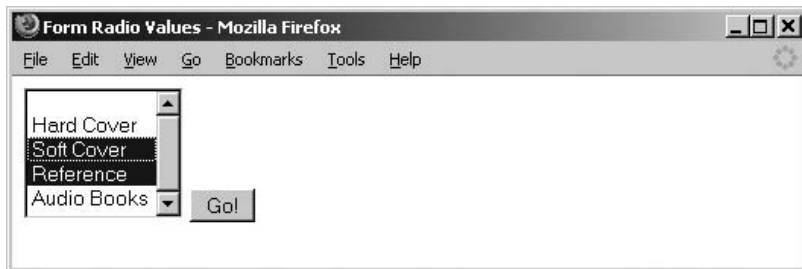 Form Radio Values - Mozilla Firefox
File Edit View Go Bookmarks Tools Help
Hard Cover
Soft Cover
Reference
Audio Books
Go!